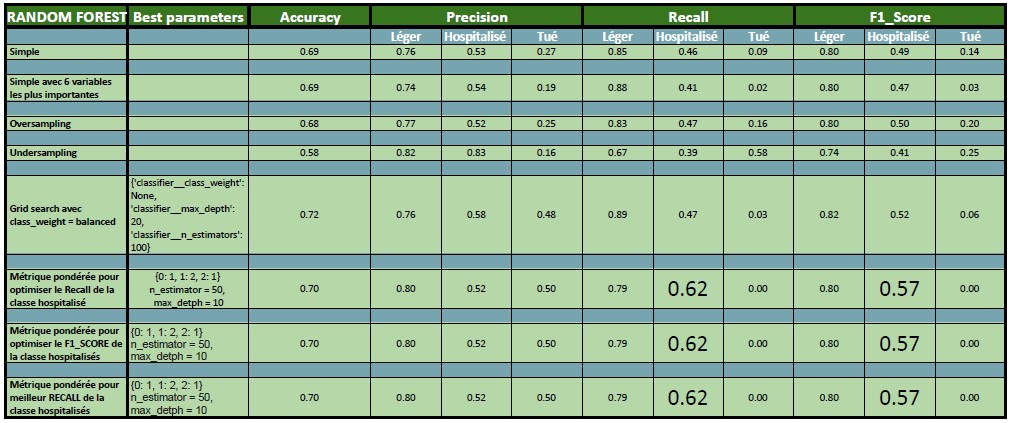 RANDOM FOREST Best parameters Accuracy Precision Recall F1_Score
Léger Hospitalisé Tué Léger Hospitalisé Tué Léger Hospitalisé Tué
Simple 0.69 0.76 0.53 0.27 0.85 0.46 0.09 0.80 0.49 0.14
Simple avec 6 variables
les plus importantes
0.69 0.74 0.54 0.19 0.88 0.41 0.02 0.80 0.47 0.03
Oversampling 0.68 0.77 0.52 0.25 0.83 0.47 0.16 0.80 0.50 0.20
Undersampling 0.58 0.82 0.83 0.16 0.67 0.39 0.58 0.74 0.41 0.25
Grid search avec
class_weight = balanced
{'classifier__class_weight':
None,
'classifier__max_depth':
20,
'classifier__n_estimators':
100}
0.72 0.76 0.58 0.48 0.89 0.47 0.03 0.82 0.52 0.06
Métrique pondérée pour
optimiser le Recall de la
classe hospitalisé
{0: 1, 1: 2, 2: 1}
n_estimator = 50,
max_detph = 10
0.70 0.80 0.52 0.50 0.79 0.62 0.00 0.80 0.57 0.00
Métrique pondérée pour
optimiser le F1_SCORE de
la classe hospitalisés
{0: 1, 1: 2, 2: 1}
n_estimator = 50,
max_detph = 10
0.70 0.80 0.52 0.50 0.79 0.62 0.00 0.80 0.57 0.00
Métrique pondérée pour
meilleur RECALL de la
classe hospitalisés
{0: 1, 1: 2, 2: 1}
n_estimator = 50,
max_detph = 10
0.70 0.80 0.52 0.50 0.79 0.62 0.00 0.80 0.57 0.00